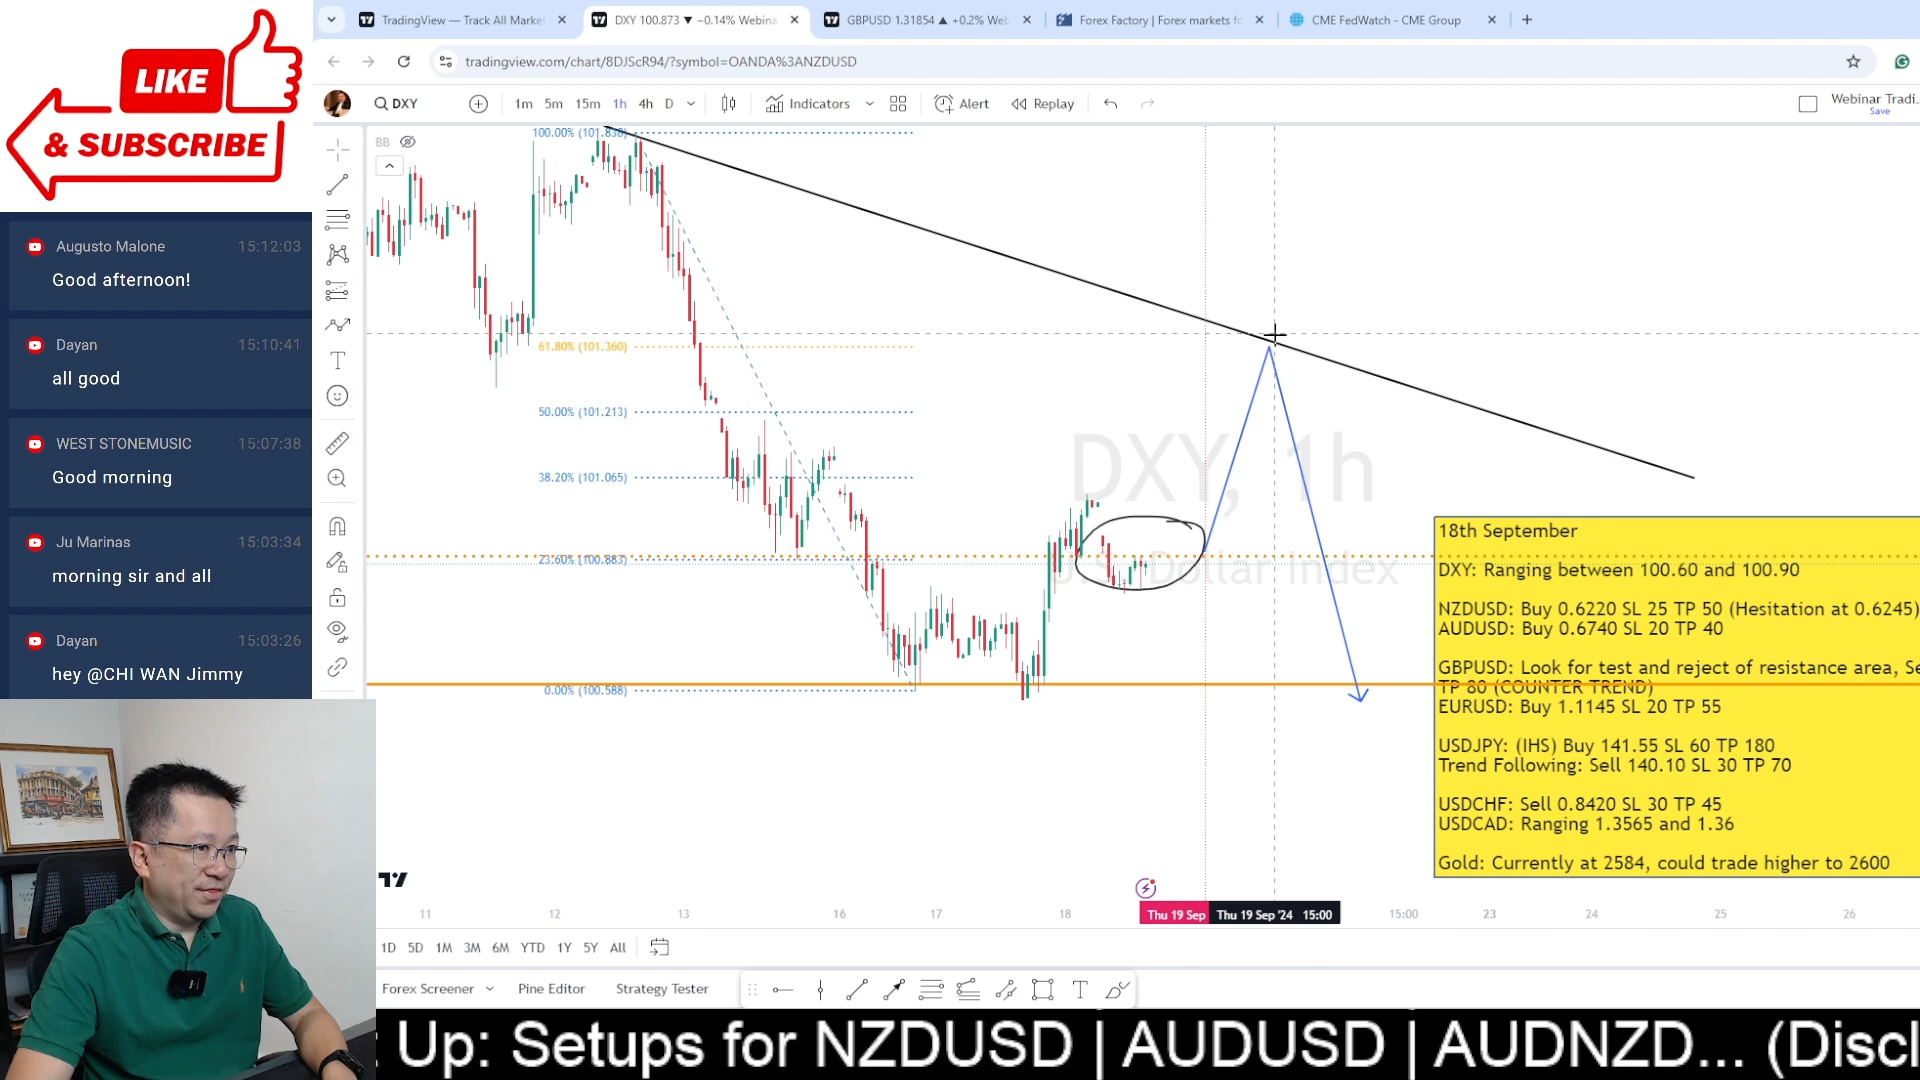 LIKE
& SUBSCRIBE
Augusto Malone 15:12:03
Good afternoon!
Dayan 15:10:41
all good
WEST STONEMUSIC 15:07:38
Good morning
Ju Marinas 15:03:34
morning sir and all
Dayan 15:03:26
hey @CHI WAN Jimmy
TradingView — Track All Marke
DXY 100.873 ▼ −0.14% Webina
GBPUSD 1.31854 ▲ +0.2% Web
Forex Factory | Forex markets fo
CME FedWatch - CME Group
tradingview.com/chart/8DJScR94/?symbol=OANDA%3ANZDUSD
DXY 1m 5m 15m 1h 4h D Indicators Alert Replay
Webinar Tradi...
Save
BB
100.00% (101.838)
61.80% (101.360)
50.00% (101.213)
38.20% (101.065)
23.60% (100.883)
0.00% (100.588)
DXY, 1h
U.S. Dollar Index
18th September
DXY: Ranging between 100.60 and 100.90
NZDUSD: Buy 0.6220 SL 25 TP 50 (Hesitation at 0.6245)
AUDUSD: Buy 0.6740 SL 20 TP 40
GBPUSD: Look for test and reject of resistance area, Se
TP 80 (COUNTER TREND)
EURUSD: Buy 1.1145 SL 20 TP 55
USDJPY: (IHS) Buy 141.55 SL 60 TP 180
Trend Following: Sell 140.10 SL 30 TP 70
USDCHF: Sell 0.8420 SL 30 TP 45
USDCAD: Ranging 1.3565 and 1.36
Gold: Currently at 2584, could trade higher to 2600
11 12 13 16 17 18 Thu 19 Sep Thu 19 Sep '24 15:00 15:00 23 24 25 26
1D 5D 1M 3M 6M YTD 1Y 5Y All
Forex Screener Pine Editor Strategy Tester
Up: Setups for NZDUSD | AUDUSD | AUDNZD... (Discl